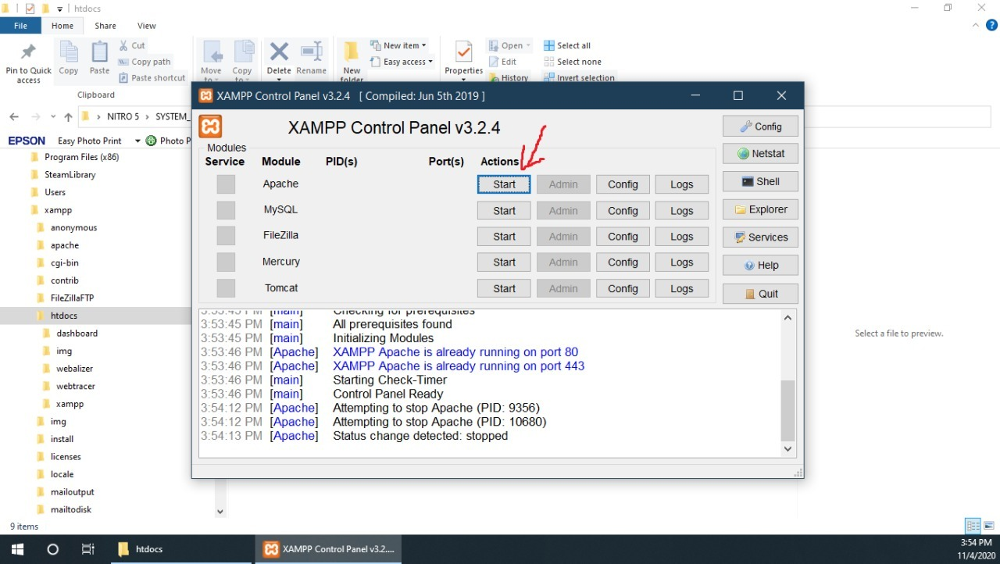 htdocs
File Home Share View
Pin to Quick access
Copy
Paste
Cut
Copy path
Paste shortcut
Move to
Copy to
Delete
Rename
New folder
New item
Easy access
Properties
Open
Edit
History
Select all
Select none
Invert selection
Clipboard
NITRO 5 › SYSTEM_
EPSON Easy Photo Print Photo P
Program Files (x86)
SteamLibrary
Users
xampp
anonymous
apache
cgi-bin
contrib
FileZillaFTP
htdocs
dashboard
img
webalizer
webtracer
xampp
img
install
licenses
locale
mailoutput
mailtodisk
9 items
XAMPP Control Panel v3.2.4 [ Compiled: Jun 5th 2019 ]
XAMPP Control Panel v3.2.4
Modules
Service Module PID(s) Port(s) Actions
Apache Start Admin Config Logs
MySQL Start Admin Config Logs
FileZilla Start Admin Config Logs
Mercury Start Admin Config Logs
Tomcat Start Admin Config Logs
Config
Netstat
Shell
Explorer
Services
Help
Quit
3:53:45 PM [main] Checking for prerequisites
3:53:45 PM [main] All prerequisites found
3:53:45 PM [main] Initializing Modules
3:53:46 PM [Apache] XAMPP Apache is already running on port 80
3:53:46 PM [Apache] XAMPP Apache is already running on port 443
3:53:46 PM [main] Starting Check-Timer
3:53:46 PM [main] Control Panel Ready
3:54:12 PM [Apache] Attempting to stop Apache (PID: 9356)
3:54:12 PM [Apache] Attempting to stop Apache (PID: 10680)
3:54:13 PM [Apache] Status change detected: stopped
Select a file to preview.
htdocs
XAMPP Control Panel v3.2....
3:54 PM
11/4/2020